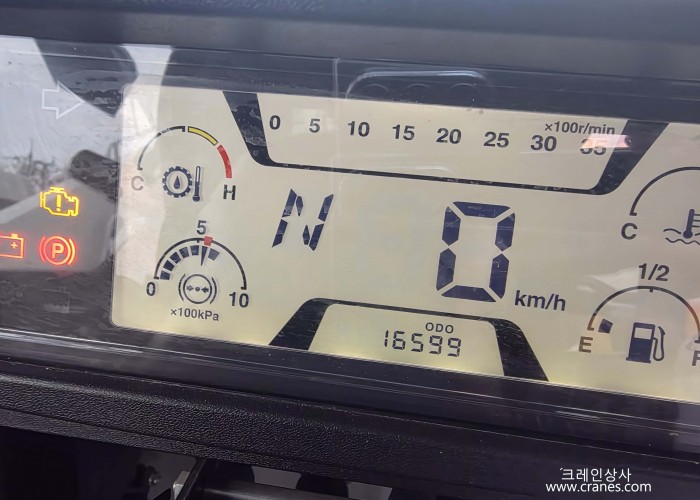 0 5 10 15 20 25 30 35
×100r/min
C H
N
0 km/h
C
5
0 10
×100kPa
P
1/2
E F
ODO
16599
크레인상사
www.cranes.com